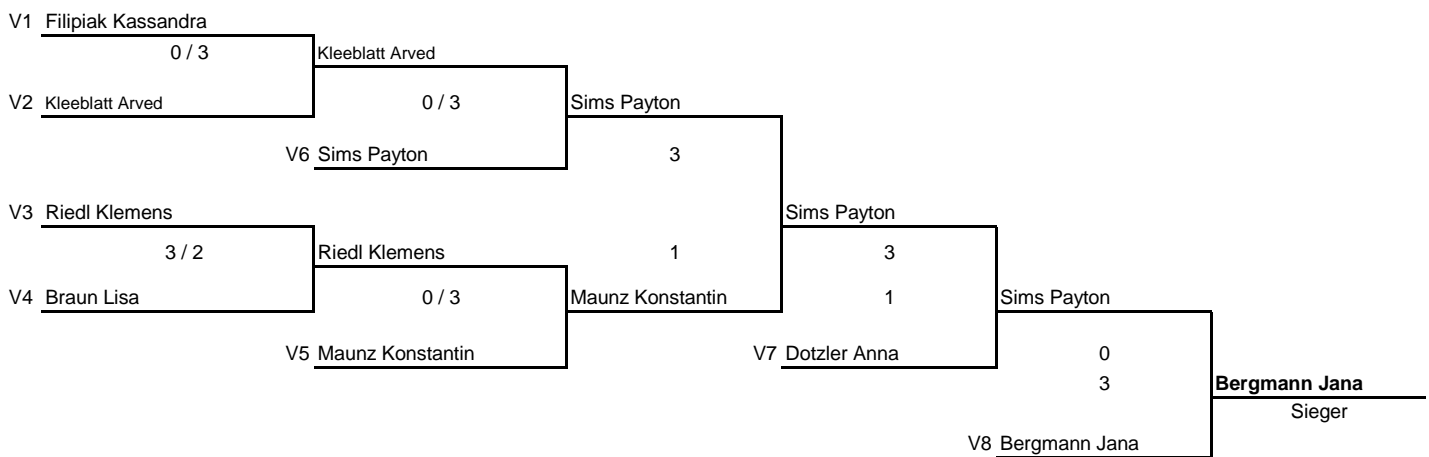 V1 Filipiak Kassandra
0 / 3 Kleeblatt Arved
V2 Kleeblatt Arved 0 / 3 Sims Payton
V6 Sims Payton 3
V3 Riedl Klemens Sims Payton
3 / 2 Riedl Klemens 1 3
V4 Braun Lisa 0 / 3 Maunz Konstantin 1 Sims Payton
V5 Maunz Konstantin V7 Dotzler Anna 0
3 Bergmann Jana
Sieger
V8 Bergmann Jana